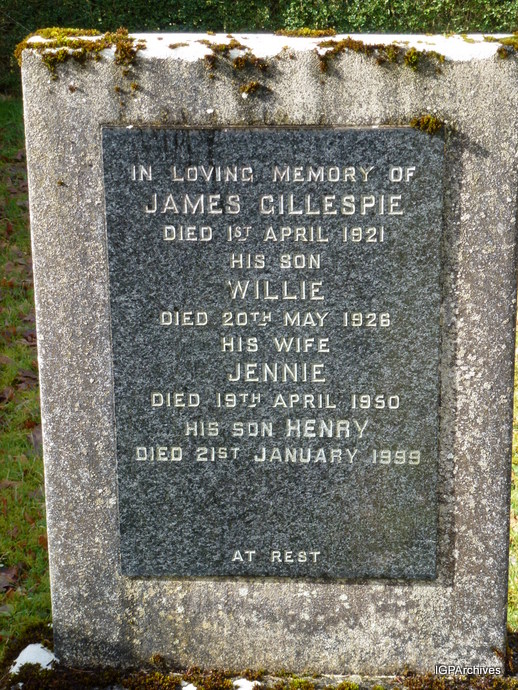 IN LOVING MEMORY OF
JAMES GILLESPIE
DIED 1ST APRIL 1921
HIS SON
WILLIE
DIED 20TH MAY 1926
HIS WIFE
JENNIE
DIED 19TH APRIL 1950
HIS SON HENRY
DIED 21ST JANUARY 1999
AT REST
IGPArchives